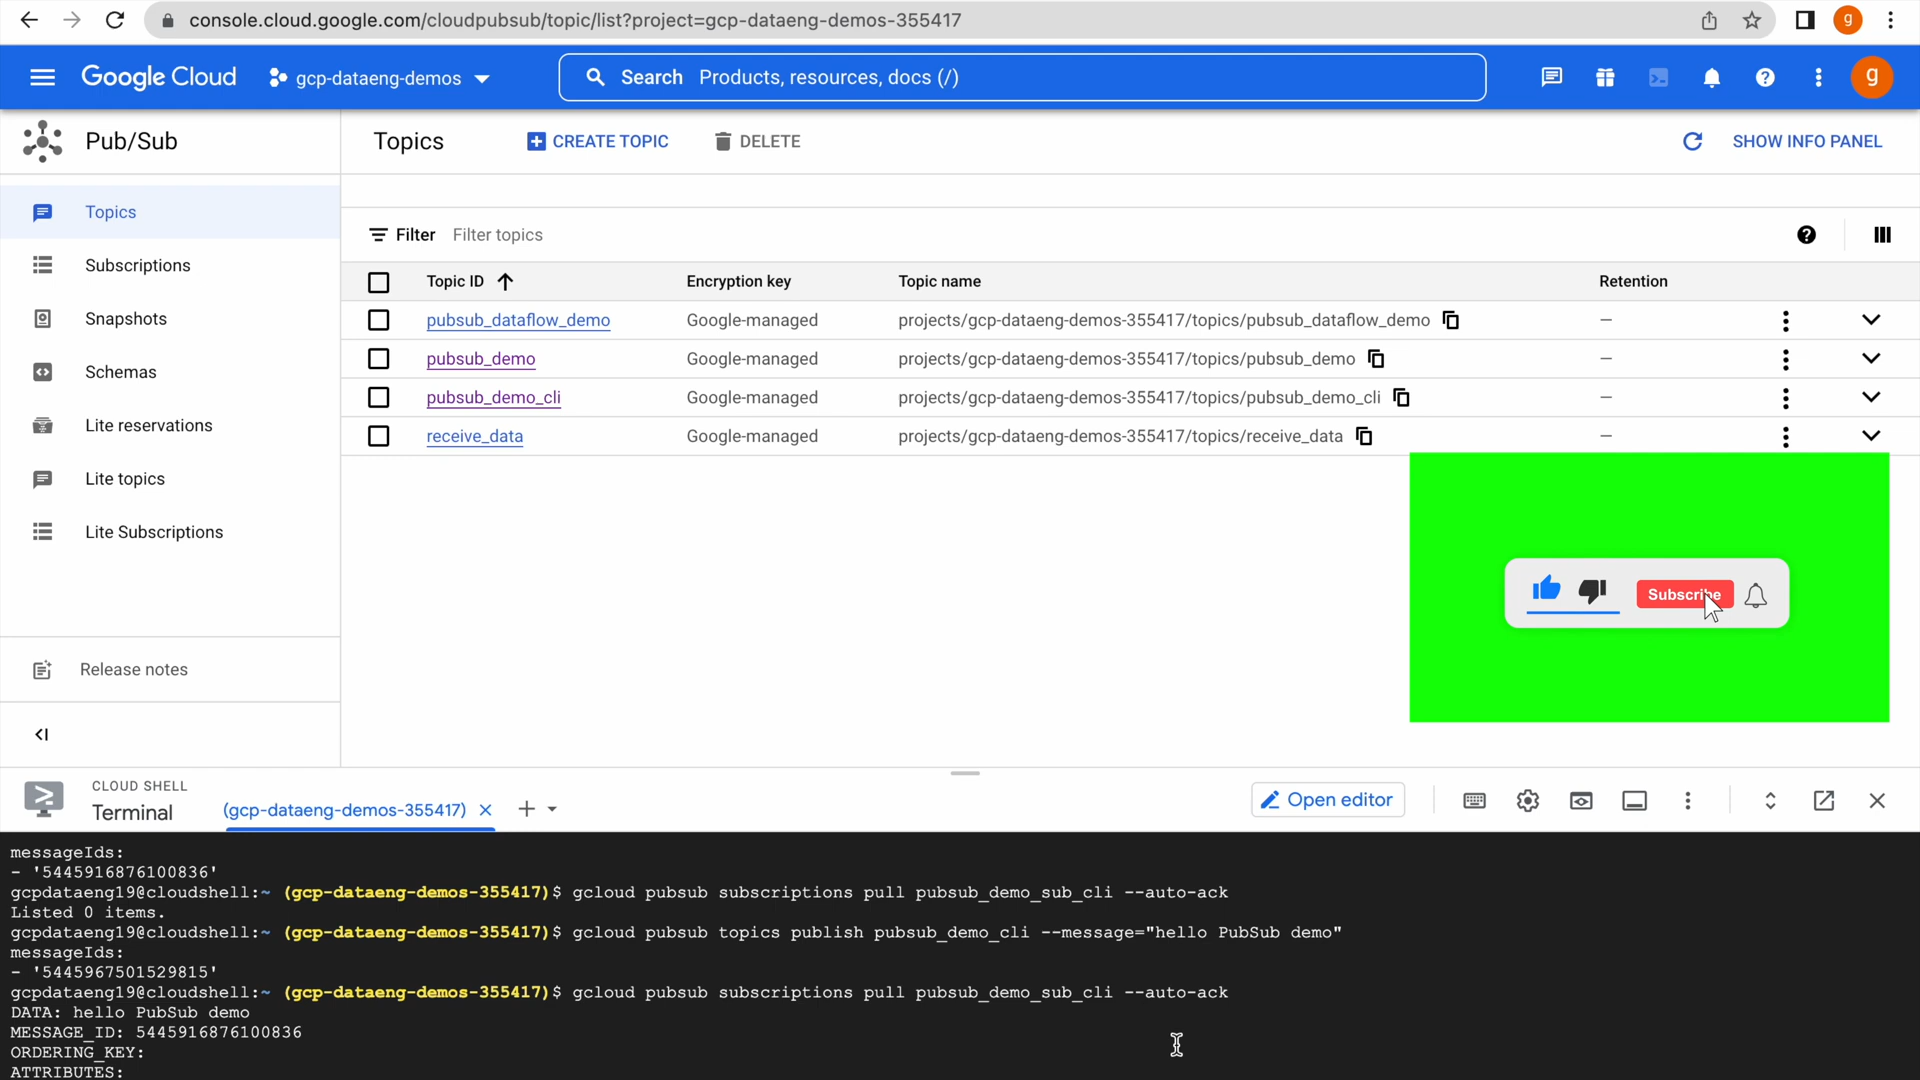 console.cloud.google.com/cloudpubsub/topic/list?project=gcp-dataeng-demos-355417
g
Google Cloud
gcp-dataeng-demos
Search Products, resources, docs (/)
g
Pub/Sub
Topics
CREATE TOPIC
DELETE
SHOW INFO PANEL
Topics
Subscriptions
Snapshots
Schemas
Lite reservations
Lite topics
Lite Subscriptions
Release notes
Filter Filter topics
Topic ID Encryption key Topic name Retention
pubsub_dataflow_demo Google-managed projects/gcp-dataeng-demos-355417/topics/pubsub_dataflow_demo —
pubsub_demo Google-managed projects/gcp-dataeng-demos-355417/topics/pubsub_demo —
pubsub_demo_cli Google-managed projects/gcp-dataeng-demos-355417/topics/pubsub_demo_cli —
receive_data Google-managed projects/gcp-dataeng-demos-355417/topics/receive_data —
Subscribe
CLOUD SHELL
Terminal
(gcp-dataeng-demos-355417)
Open editor
messageIds:
- '5445916876100836'
gcpdataeng19@cloudshell:~ (gcp-dataeng-demos-355417)$ gcloud pubsub subscriptions pull pubsub_demo_sub_cli --auto-ack
Listed 0 items.
gcpdataeng19@cloudshell:~ (gcp-dataeng-demos-355417)$ gcloud pubsub topics publish pubsub_demo_cli --message="hello PubSub demo"
messageIds:
- '5445967501529815'
gcpdataeng19@cloudshell:~ (gcp-dataeng-demos-355417)$ gcloud pubsub subscriptions pull pubsub_demo_sub_cli --auto-ack
DATA: hello PubSub demo
MESSAGE_ID: 5445916876100836
ORDERING_KEY:
ATTRIBUTES: